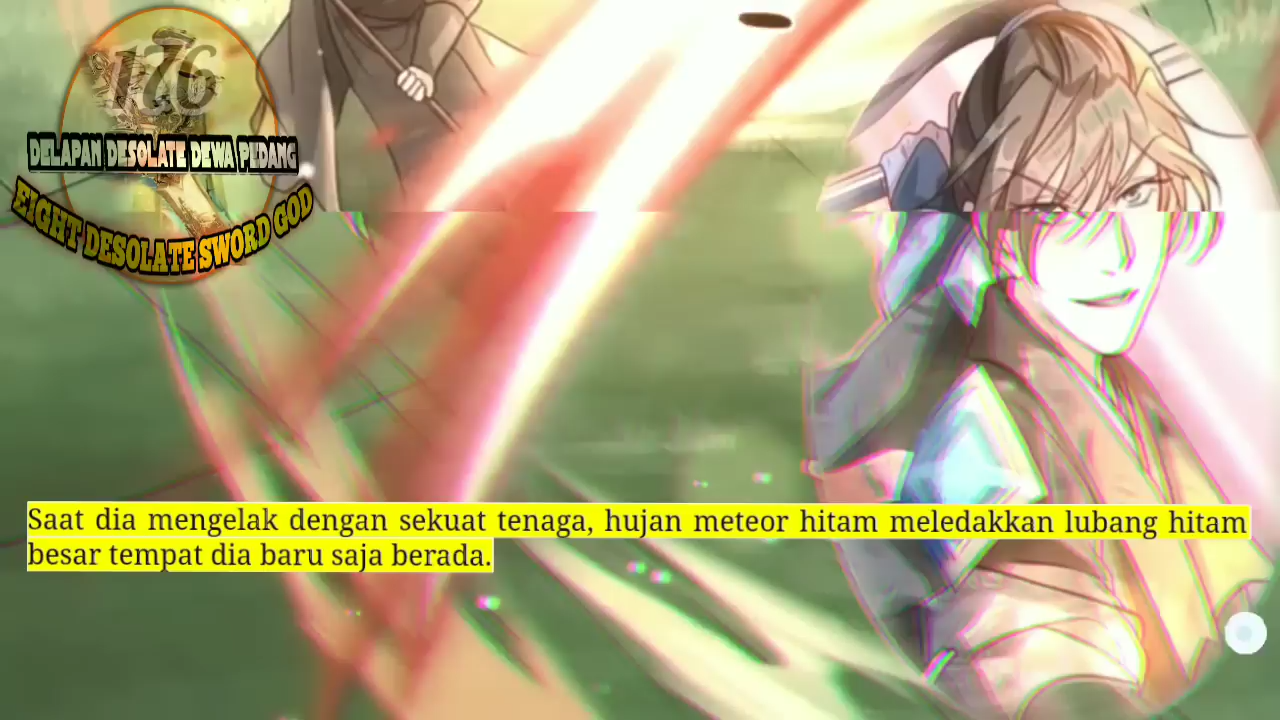 176
DELAPAN DESOLATE DEWA PEDANG
EIGHT DESOLATE SWORD GOD
Saat dia mengelak dengan sekuat tenaga, hujan meteor hitam meledakkan lubang hitam
besar tempat dia baru saja berada.